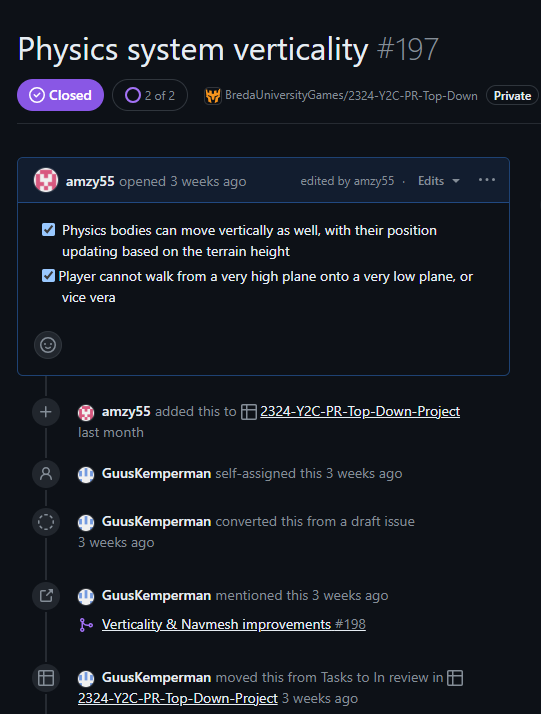 Physics system verticality #197
Closed 2 of 2 BredaUniversityGames/2324-Y2C-PR-Top-Down Private
amzy55 opened 3 weeks ago edited by amzy55 · Edits ···
Physics bodies can move vertically as well, with their position
updating based on the terrain height
Player cannot walk from a very high plane onto a very low plane, or
vice vera
amzy55 added this to 2324-Y2C-PR-Top-Down-Project
last month
GuusKemperman self-assigned this 3 weeks ago
GuusKemperman converted this from a draft issue
3 weeks ago
GuusKemperman mentioned this 3 weeks ago
Verticality & Navmesh improvements #198
GuusKemperman moved this from Tasks to In review in
2324-Y2C-PR-Top-Down-Project 3 weeks ago